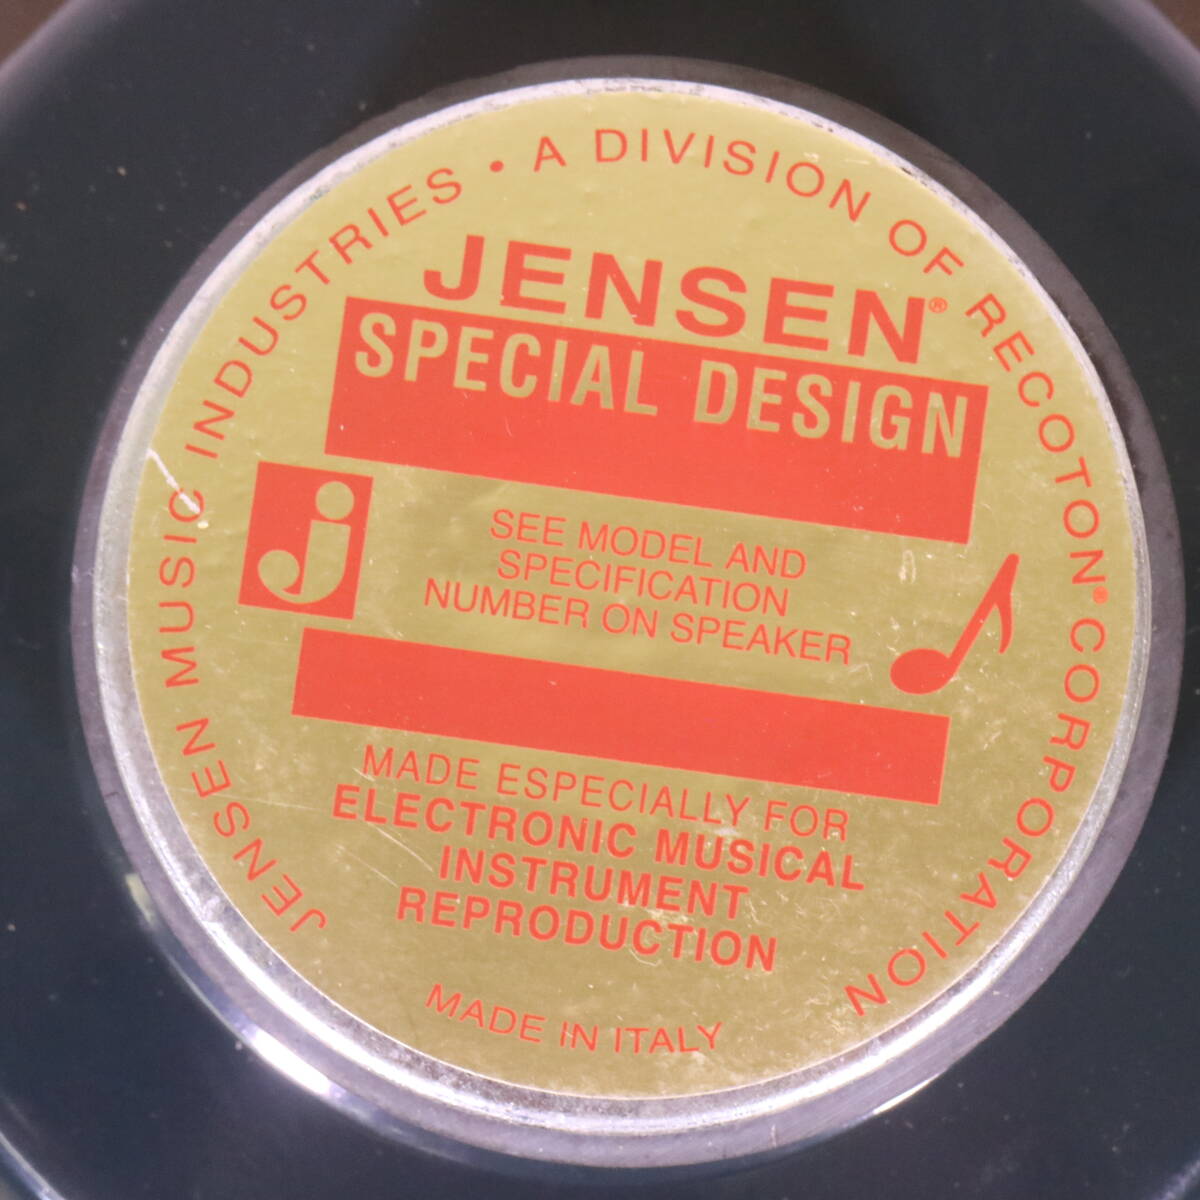 JENSEN MUSIC INDUSTRIES • A DIVISION OF RECOTON® CORPORATION
JENSEN®
SPECIAL DESIGN
j
SEE MODEL AND
SPECIFICATION
NUMBER ON SPEAKER
MADE ESPECIALLY FOR
ELECTRONIC MUSICAL
INSTRUMENT
REPRODUCTION
MADE IN ITALY